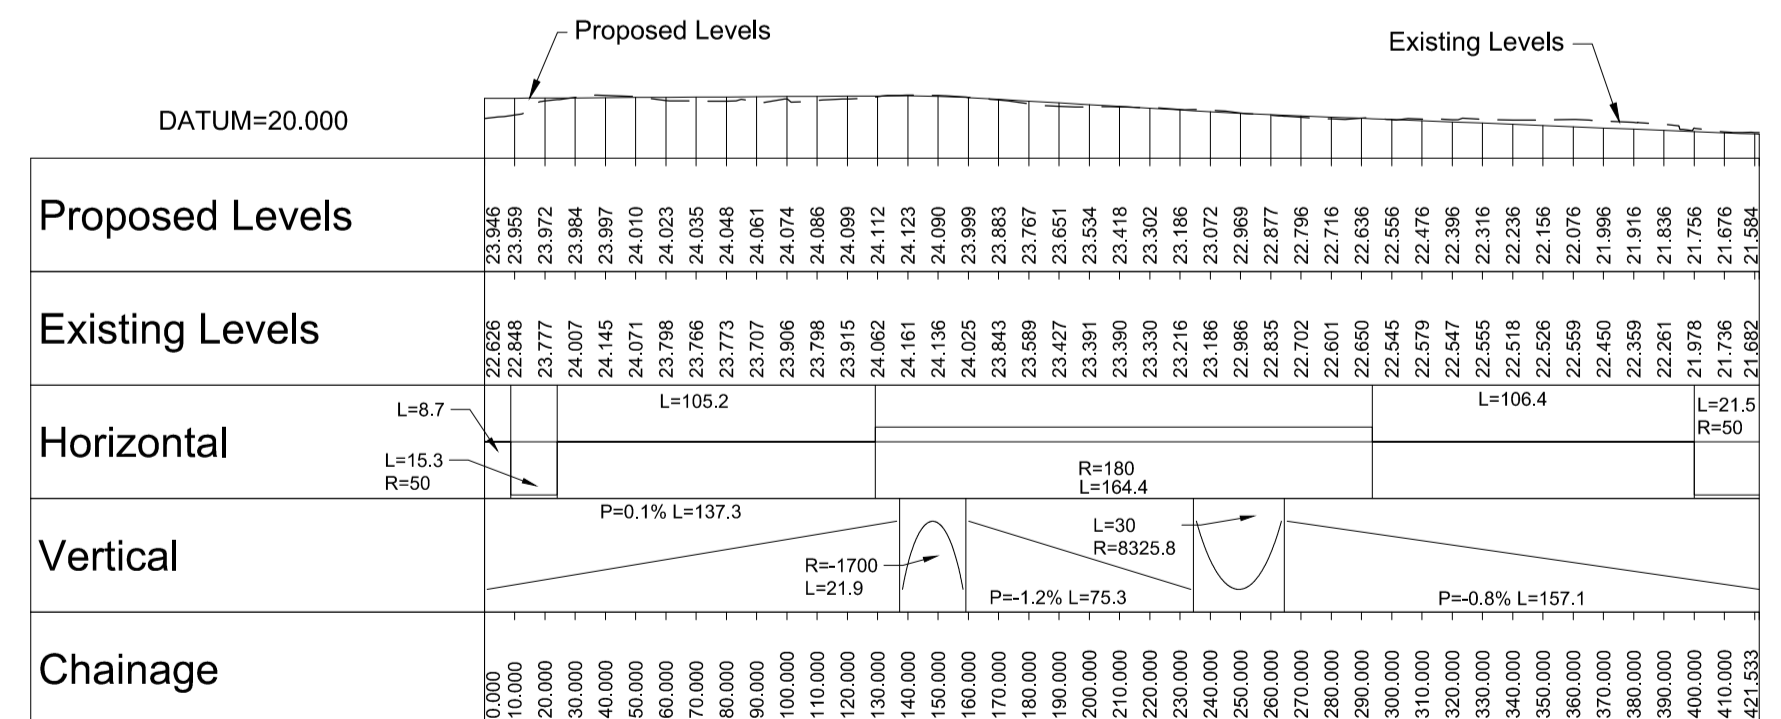 Proposed Levels
Existing Levels
DATUM=20.000
Proposed Levels
23.946 23.959 23.972 23.984 23.997 24.010 24.023 24.035 24.048 24.061 24.074 24.086 24.099 24.112 24.123 24.090 23.999 23.883 23.767 23.651 23.534 23.418 23.302 23.186 23.072 22.969 22.877 22.796 22.716 22.636 22.556 22.476 22.396 22.316 22.236 22.156 22.076 21.996 21.916 21.836 21.756 21.676 21.584
Existing Levels
22.626 22.848 23.777 24.007 24.145 24.071 23.798 23.766 23.773 23.707 23.906 23.798 23.915 24.062 24.161 24.136 24.025 23.843 23.589 23.427 23.391 23.390 23.330 23.216 23.186 22.986 22.835 22.702 22.601 22.650 22.545 22.579 22.547 22.555 22.518 22.526 22.559 22.450 22.359 22.261 21.978 21.736 21.682
Horizontal
L=8.7
L=15.3
R=50
L=105.2
R=180
L=164.4
L=106.4
L=21.5
R=50
Vertical
P=0.1% L=137.3
R=-1700
L=21.9
P=-1.2% L=75.3
L=30
R=8325.8
P=-0.8% L=157.1
Chainage
0.000 10.000 20.000 30.000 40.000 50.000 60.000 70.000 80.000 90.000 100.000 110.000 120.000 130.000 140.000 150.000 160.000 170.000 180.000 190.000 200.000 210.000 220.000 230.000 240.000 250.000 260.000 270.000 280.000 290.000 300.000 310.000 320.000 330.000 340.000 350.000 360.000 370.000 380.000 390.000 400.000 410.000 421.533